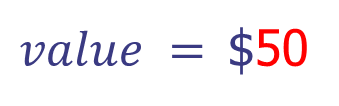 value = $50